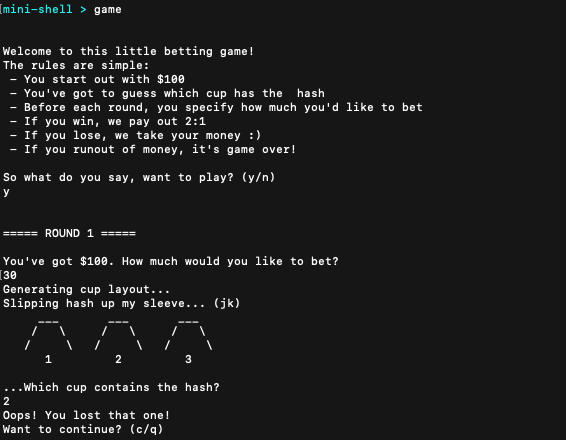 [mini-shell > game
Welcome to this little betting game!
The rules are simple:
– You start out with $100
– You've got to guess which cup has the  hash
– Before each round, you specify how much you'd like to bet
– If you win, we pay out 2:1
– If you lose, we take your money :)
– If you runout of money, it's game over!
So what do you say, want to play? (y/n)
y
===== ROUND 1 =====
You've got $100. How much would you like to bet?
[30
Generating cup layout...
Slipping hash up my sleeve... (jk)
1 2 3
...Which cup contains the hash?
2
Oops! You lost that one!
Want to continue? (c/q)